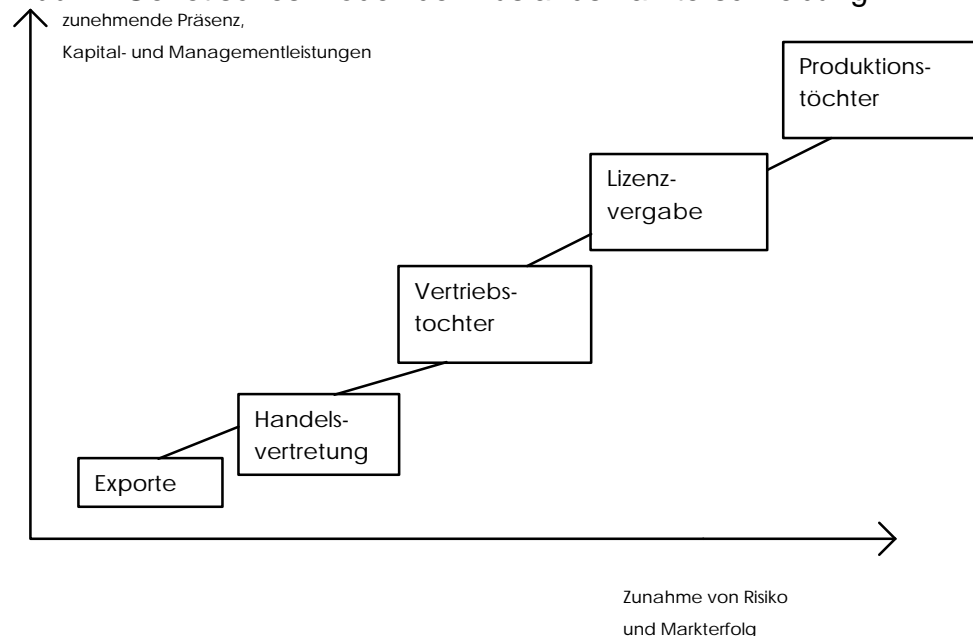 zunehmende Präsenz,
Kapital- und Managementleistungen
Produktions-
töchter
Lizenz-
vergabe
Vertriebs-
tochter
Handels-
vertretung
Exporte
Zunahme von Risiko
und Markterfolg